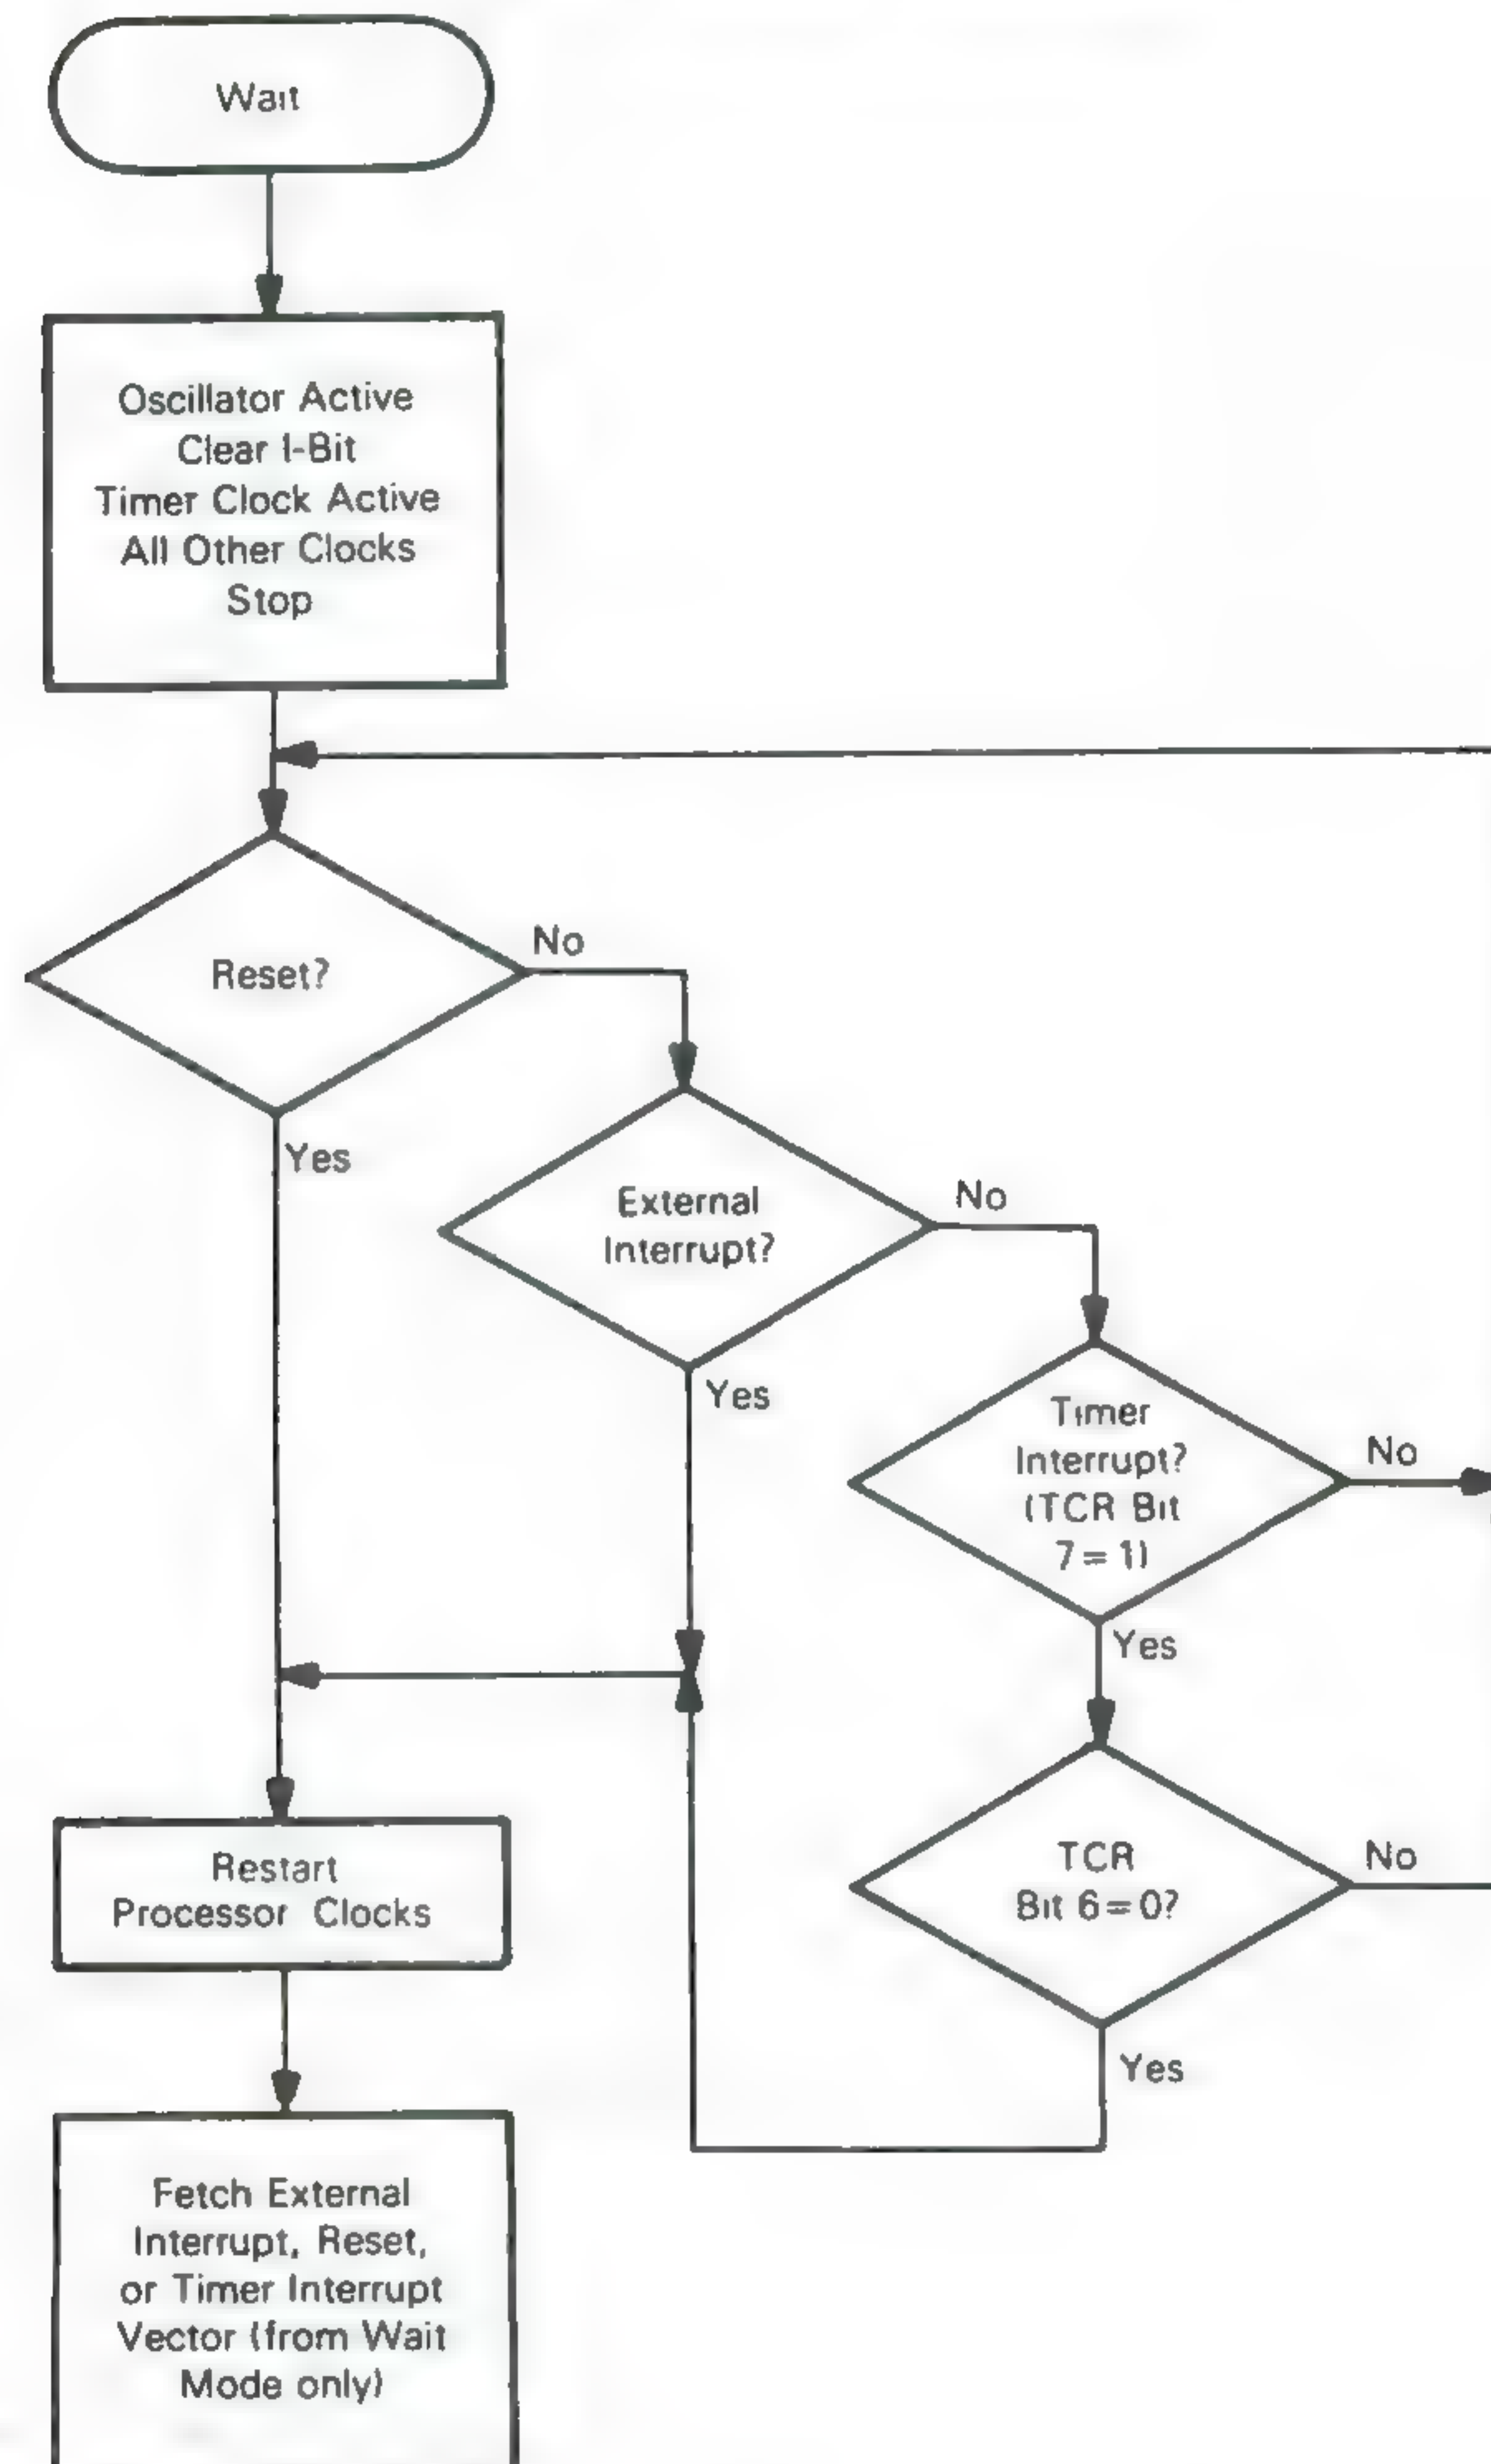 Wait
Oscillator Active
Clear I-Bit
Timer Clock Active
All Other Clocks
Stop
Reset?
No
Yes
External
Interrupt?
No
Yes
Timer
Interrupt?
(TCR Bit
7=1)
No
Yes
TCR
Bit 6=0?
No
Yes
Restart
Processor Clocks
Fetch External
Interrupt, Reset,
or Timer Interrupt
Vector (from Wait
Mode only)